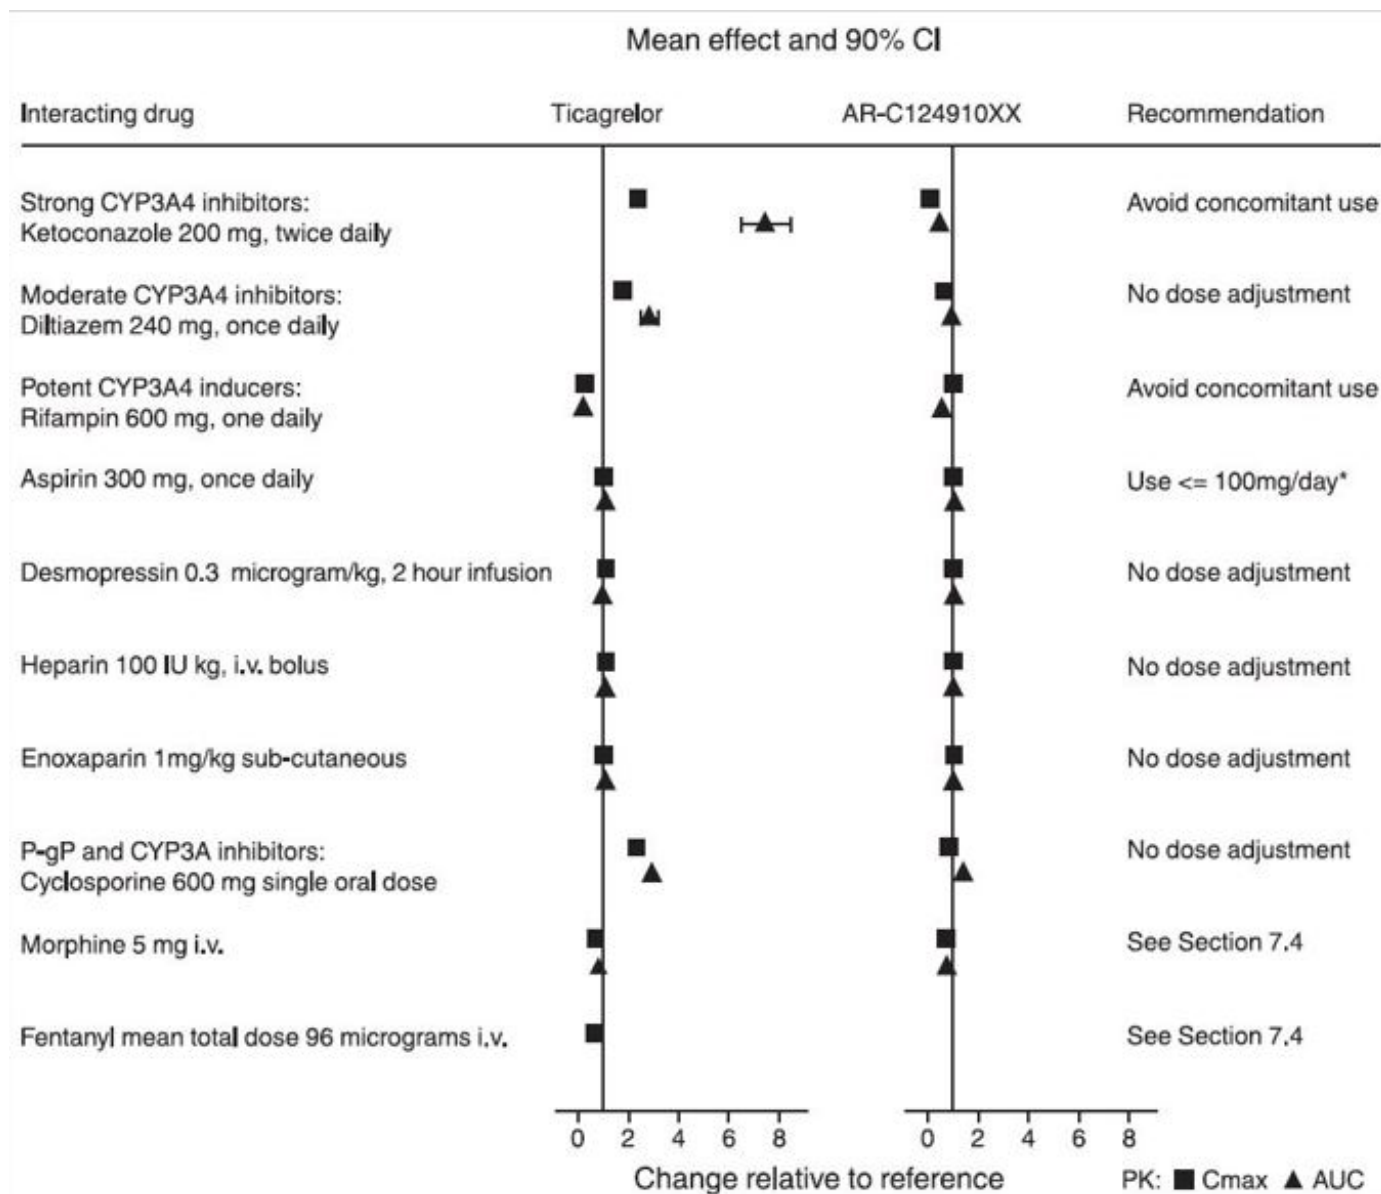 Mean effect and 90% CI
Interacting drug Ticagrelor AR-C124910XX Recommendation
Strong CYP3A4 inhibitors: Avoid concomitant use
Ketoconazole 200 mg, twice daily
Moderate CYP3A4 inhibitors: No dose adjustment
Diltiazem 240 mg, once daily
Potent CYP3A4 inducers: Avoid concomitant use
Rifampin 600 mg, one daily
Aspirin 300 mg, once daily Use <= 100mg/day*
Desmopressin 0.3 microgram/kg, 2 hour infusion No dose adjustment
Heparin 100 IU kg, i.v. bolus No dose adjustment
Enoxaparin 1mg/kg sub-cutaneous No dose adjustment
P-gP and CYP3A inhibitors: No dose adjustment
Cyclosporine 600 mg single oral dose
Morphine 5 mg i.v. See Section 7.4
Fentanyl mean total dose 96 micrograms i.v. See Section 7.4
0 2 4 6 8 0 2 4 6 8
Change relative to reference PK: ■ Cmax ▲ AUC